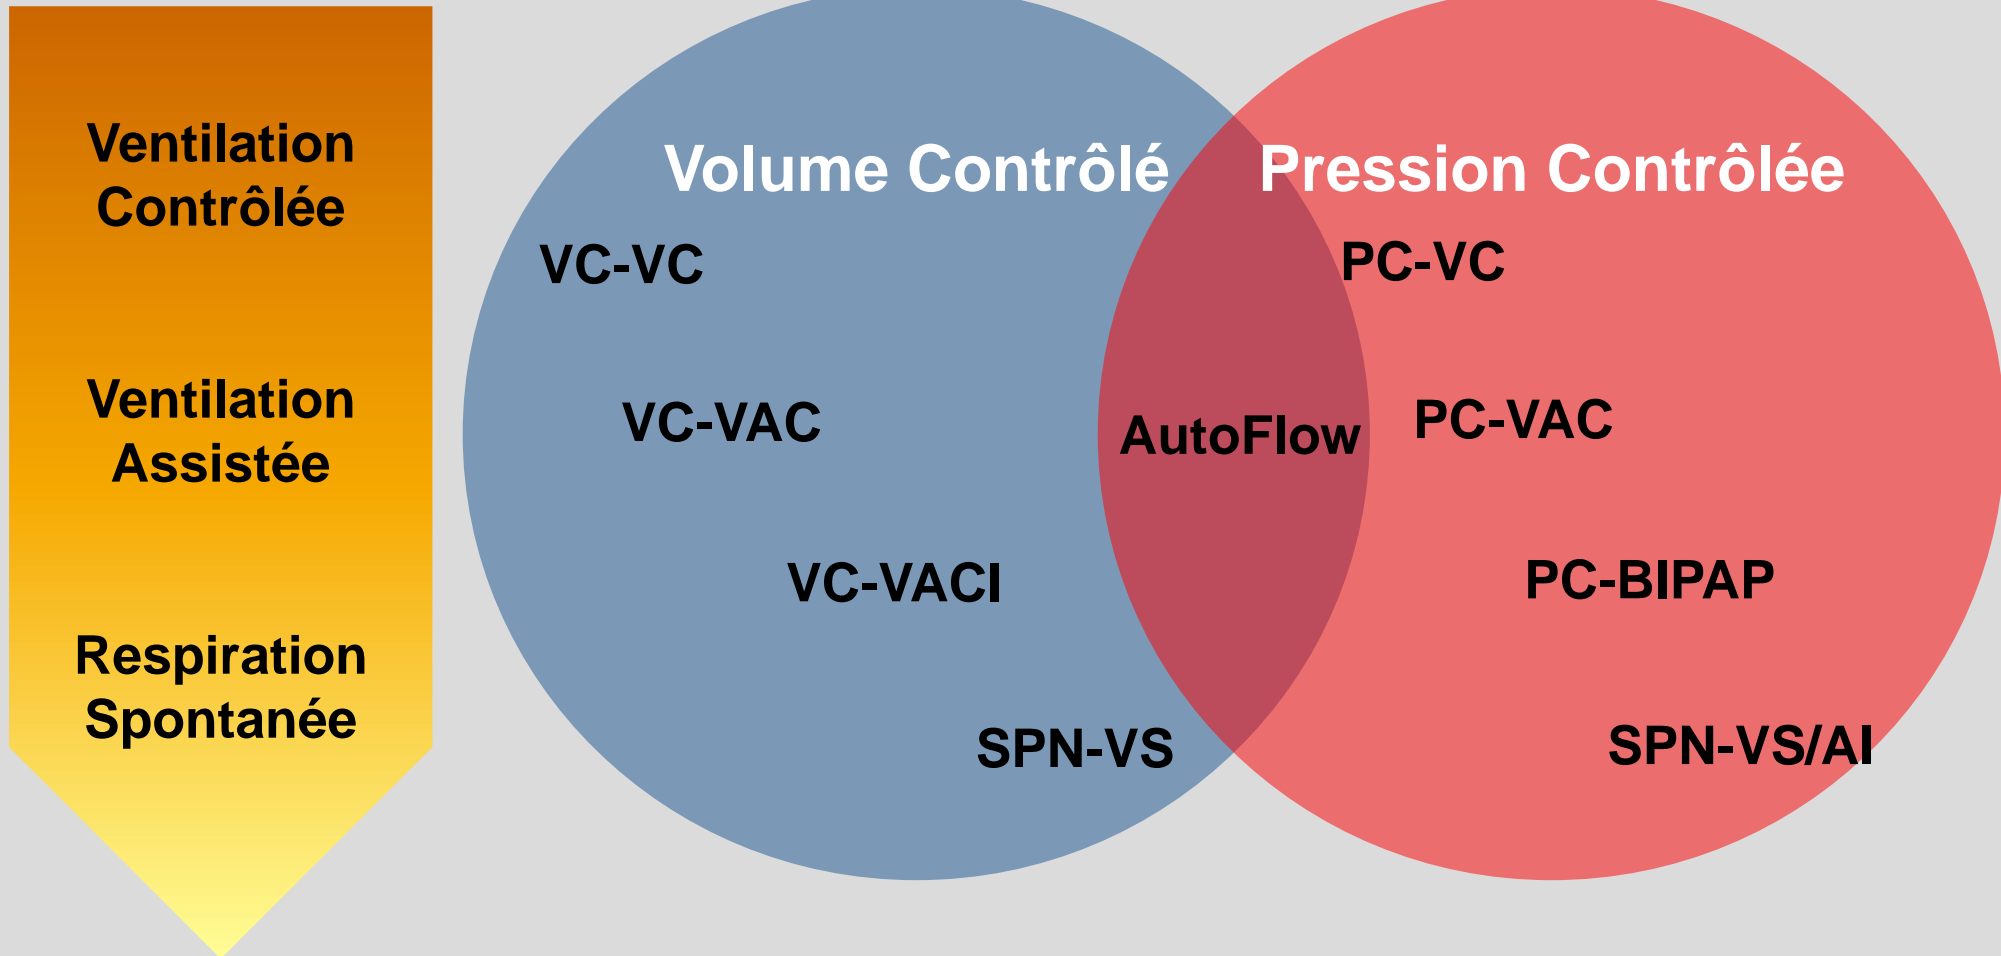 Ventilation
Contrôlée
Ventilation
Assistée
Respiration
Spontanée
Volume Contrôlé
VC-VC
VC-VAC
VC-VACI
SPN-VS
AutoFlow
Pression Contrôlée
PC-VC
PC-VAC
PC-BIPAP
SPN-VS/AI